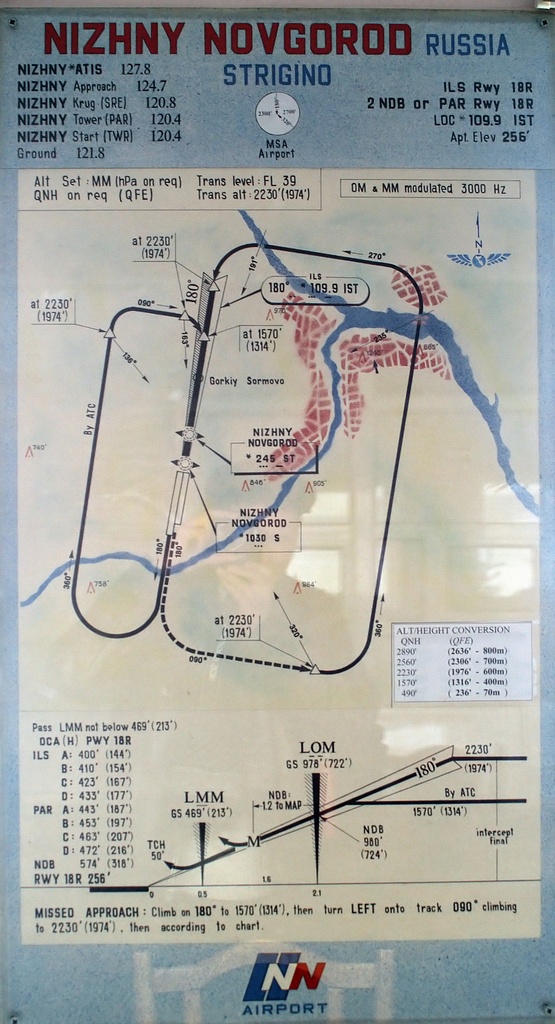 NIZHNY NOVGOROD RUSSIA
STRIGINO
NIZHNY*ATIS 127.8
NIZHNY Approach 124.7
NIZHNY Krug (SRE) 120.8
NIZHNY Tower (PAR) 120.4
NIZHNY Start (TWR) 120.4
Ground 121.8
MSA
Airport
ILS Rwy 18R
2 NDB or PAR Rwy 18R
LOC *109.9 IST
Apt. Elev 256'
Alt Set : MM (hPa on req) Trans level : FL 39
QNH on req (QFE) Trans alt : 2230'(1974')
OM & MM modulated 3000 Hz
N
at 2230'
(1974')
270°
191°
ILS
180° *109.9 IST
180°
at 2230'
(1974')
090°
163°
136°
at 1570'
(1314')
235°
Gorkiy Sormovo
By ATC
NIZHNY
NOVGOROD
* 245 ST
740'
846'
905'
NIZHNY
NOVGOROD
*1030 S
180°
180°
360°
758'
at 2230'
(1974')
320°
360°
090°
ALT/HEIGHT CONVERSION
QNH (QFE)
2890' (2636' - 800m)
2560' (2306' - 700m)
2230' (1976' - 600m)
1570' (1316' - 400m)
490' ( 236' - 70m )
Pass LMM not below 469'(213')
OCA (H) PWY 18R
ILS A: 400' (144')
B: 410' (154')
C: 423' (167')
D: 433' (177')
PAR A: 443' (187')
B: 453' (197')
C: 463' (207)
D: 472' (216')
NDB 574' (318')
RWY 18R 256'
LOM
GS 978' (722')
LMM
GS 469' (213')
NDB:
1.2 to MAP
180°
2230'
(1974')
By ATC
1570' (1314')
NDB
980'
(724')
intercept
final
TCH
50'
M
0 0.5 1.6 2.1
MISSED APPROACH : Climb on 180° to 1570'(1314'), then turn LEFT onto track 090° climbing
to 2230'(1974') , then according to chart.
NN
AIRPORT